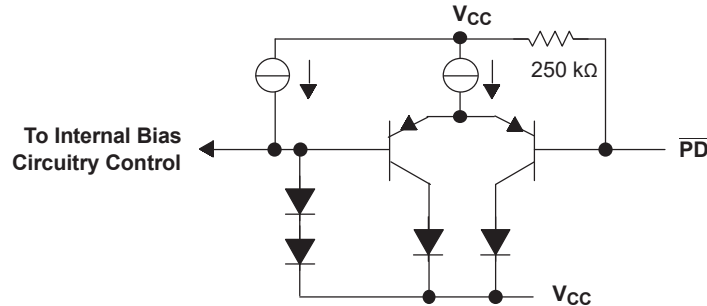 VCC
250 kΩ
To Internal Bias
Circuitry Control
PD
VCC